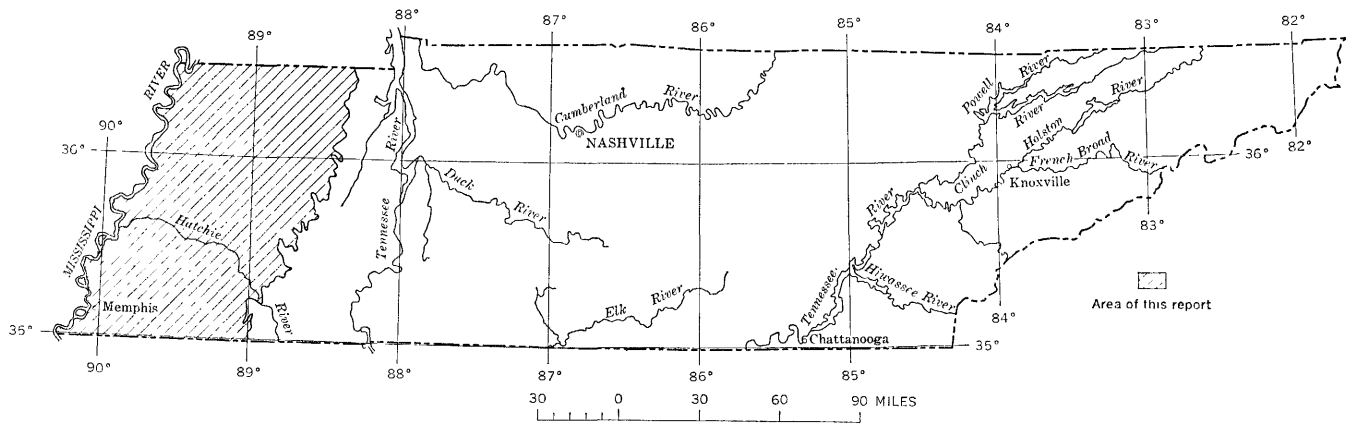 88° 87° 86° 85° 84° 83° 82°
89°
MISSISSIPPI RIVER
90°
36°
Hatchie River
Memphis
35°
Tennessee River
Duck River
Cumberland River
NASHVILLE
Elk River
Powell River
River
Clinch
Holston River
French Broad River
Knoxville
36°
82°
83°
Tennessee River
Hiwassee River
Chattanooga
84°
35°
Area of this report
90° 89° 88° 87° 86° 85°
30 0 30 60 90 MILES